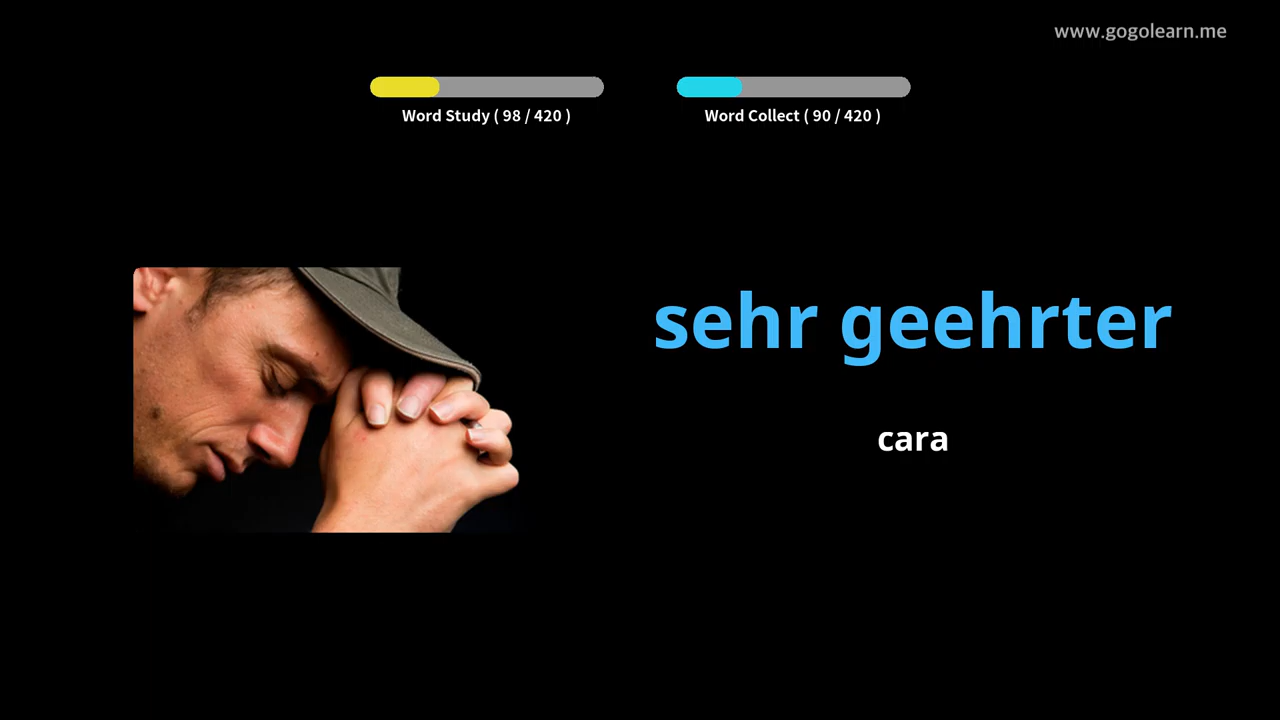 www.gogolearn.me
Word Study ( 98 / 420 )
Word Collect ( 90 / 420 )
sehr geehrter
cara